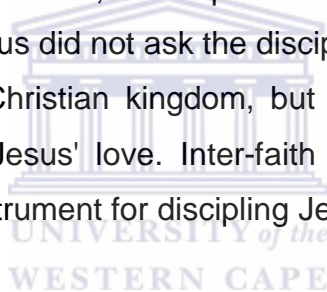 us did not ask the discip
Christian kingdom, but
Jesus' love. Inter-faith
trument for discipling Je
UNIVERSITY of the
WESTERN CAPE